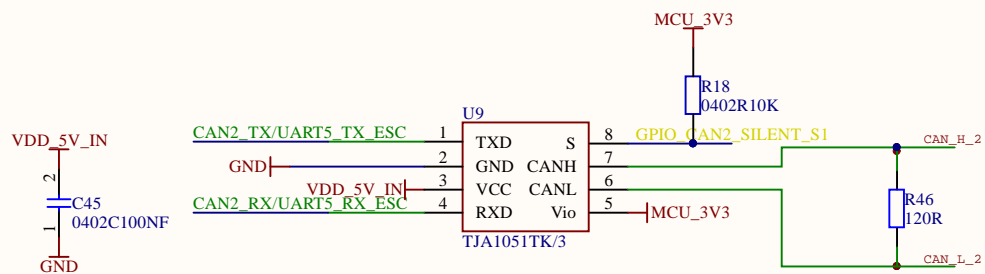 MCU_3V3
R18
0402R10K
U9
CAN2_TX/UART5_TX_ESC
1
TXD
S
8
GPIO_CAN2_SILENT_S1
GND
2
GND
CANH
7
CAN_H_2
VDD_5V_IN
3
VCC
CANL
6
CAN2_RX/UART5_RX_ESC
4
RXD
Vio
5
MCU_3V3
TJA1051TK/3
VDD_5V_IN
2
C45
0402C100NF
1
GND
R46
120R
CAN_L_2